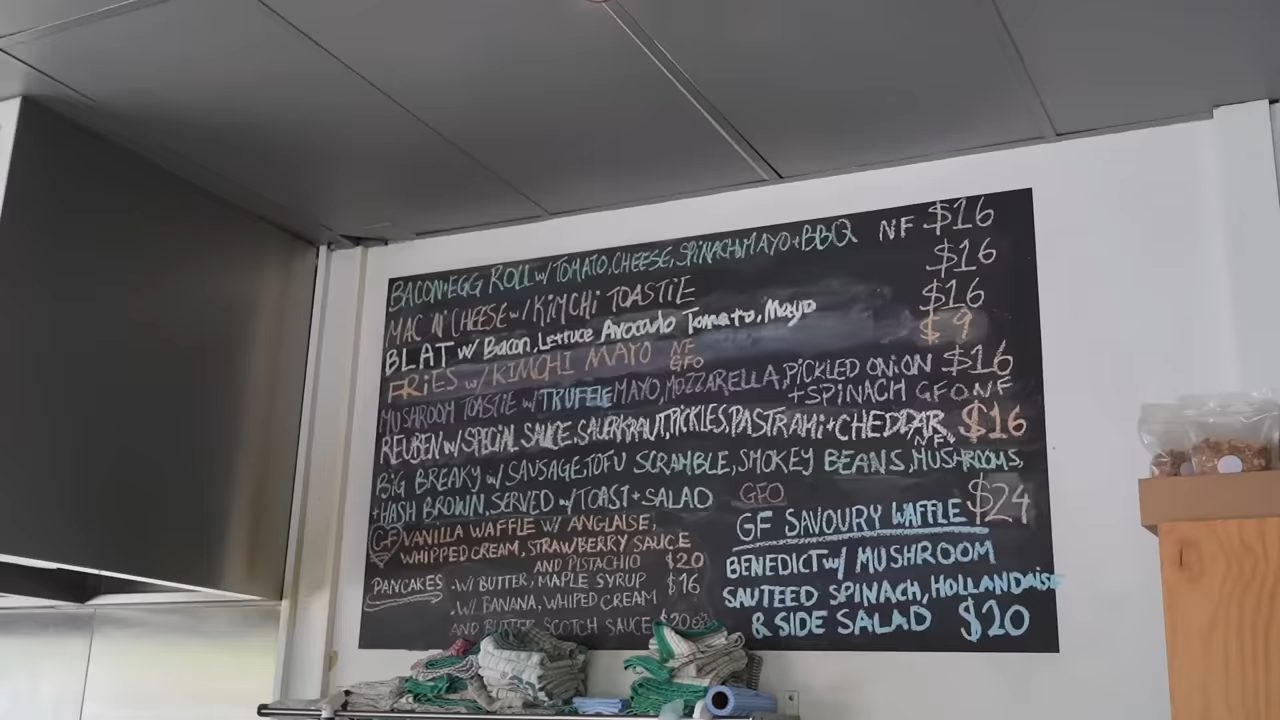 BACON+EGG ROLL w/ TOMATO, CHEESE, SPINACH, MAYO+BBQ NF $16
MAC N' CHEESE w/ KIMCHI TOASTIE $16
BLAT w/ Bacon, Lettuce Avocado Tomato, Mayo $16
FRIES w/ KIMCHI MAYO NF GFO $9
MUSHROOM TOASTIE w/ TRUFFLE MAYO, MOZZARELLA, PICKLED ONION $16
+SPINACH GFO NF
REUBEN w/ SPECIAL SAUCE, SAUERKRAUT, PICKLES, PASTRAMI+CHEDDAR $16
NF
BIG BREAKY w/ SAUSAGE, TOFU SCRAMBLE, SMOKEY BEANS, MUSHROOMS,
+HASH BROWN, SERVED w/ TOAST+SALAD GFO $24
GF VANILLA WAFFLE W/ ANGLAISE,
WHIPPED CREAM, STRAWBERRY SAUCE
AND PISTACHIO $20
PANCAKES .W/ BUTTER, MAPLE SYRUP $16
.W/ BANANA, WHIPED CREAM
AND BUTTER SCOTCH SAUCE $20
GF SAVOURY WAFFLE
BENEDICT w/ MUSHROOM
SAUTEED SPINACH, HOLLANDAISE
& SIDE SALAD $20